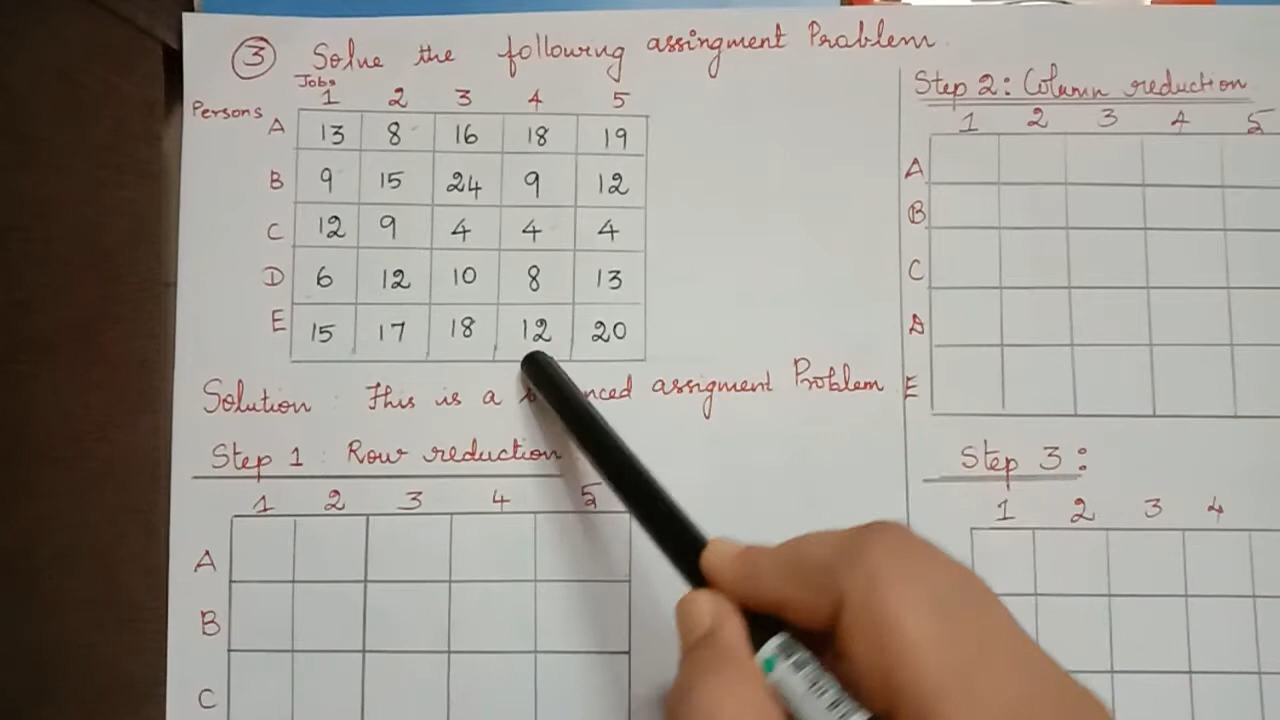 3 Solve the following assingment Problem
Jobs
1 2 3 4 5
Persons
A 13 8 16 18 19
B 9 15 24 9 12
C 12 9 4 4 4
D 6 12 10 8 13
E 15 17 18 12 20
Solution : This is a assigment Problem
Step 1 : Row reduction
1 2 3 4 5
A
B
C
Step 2 : Column reduction
1 2 3 4 5
A
B
C
D
E
Step 3 :
1 2 3 4